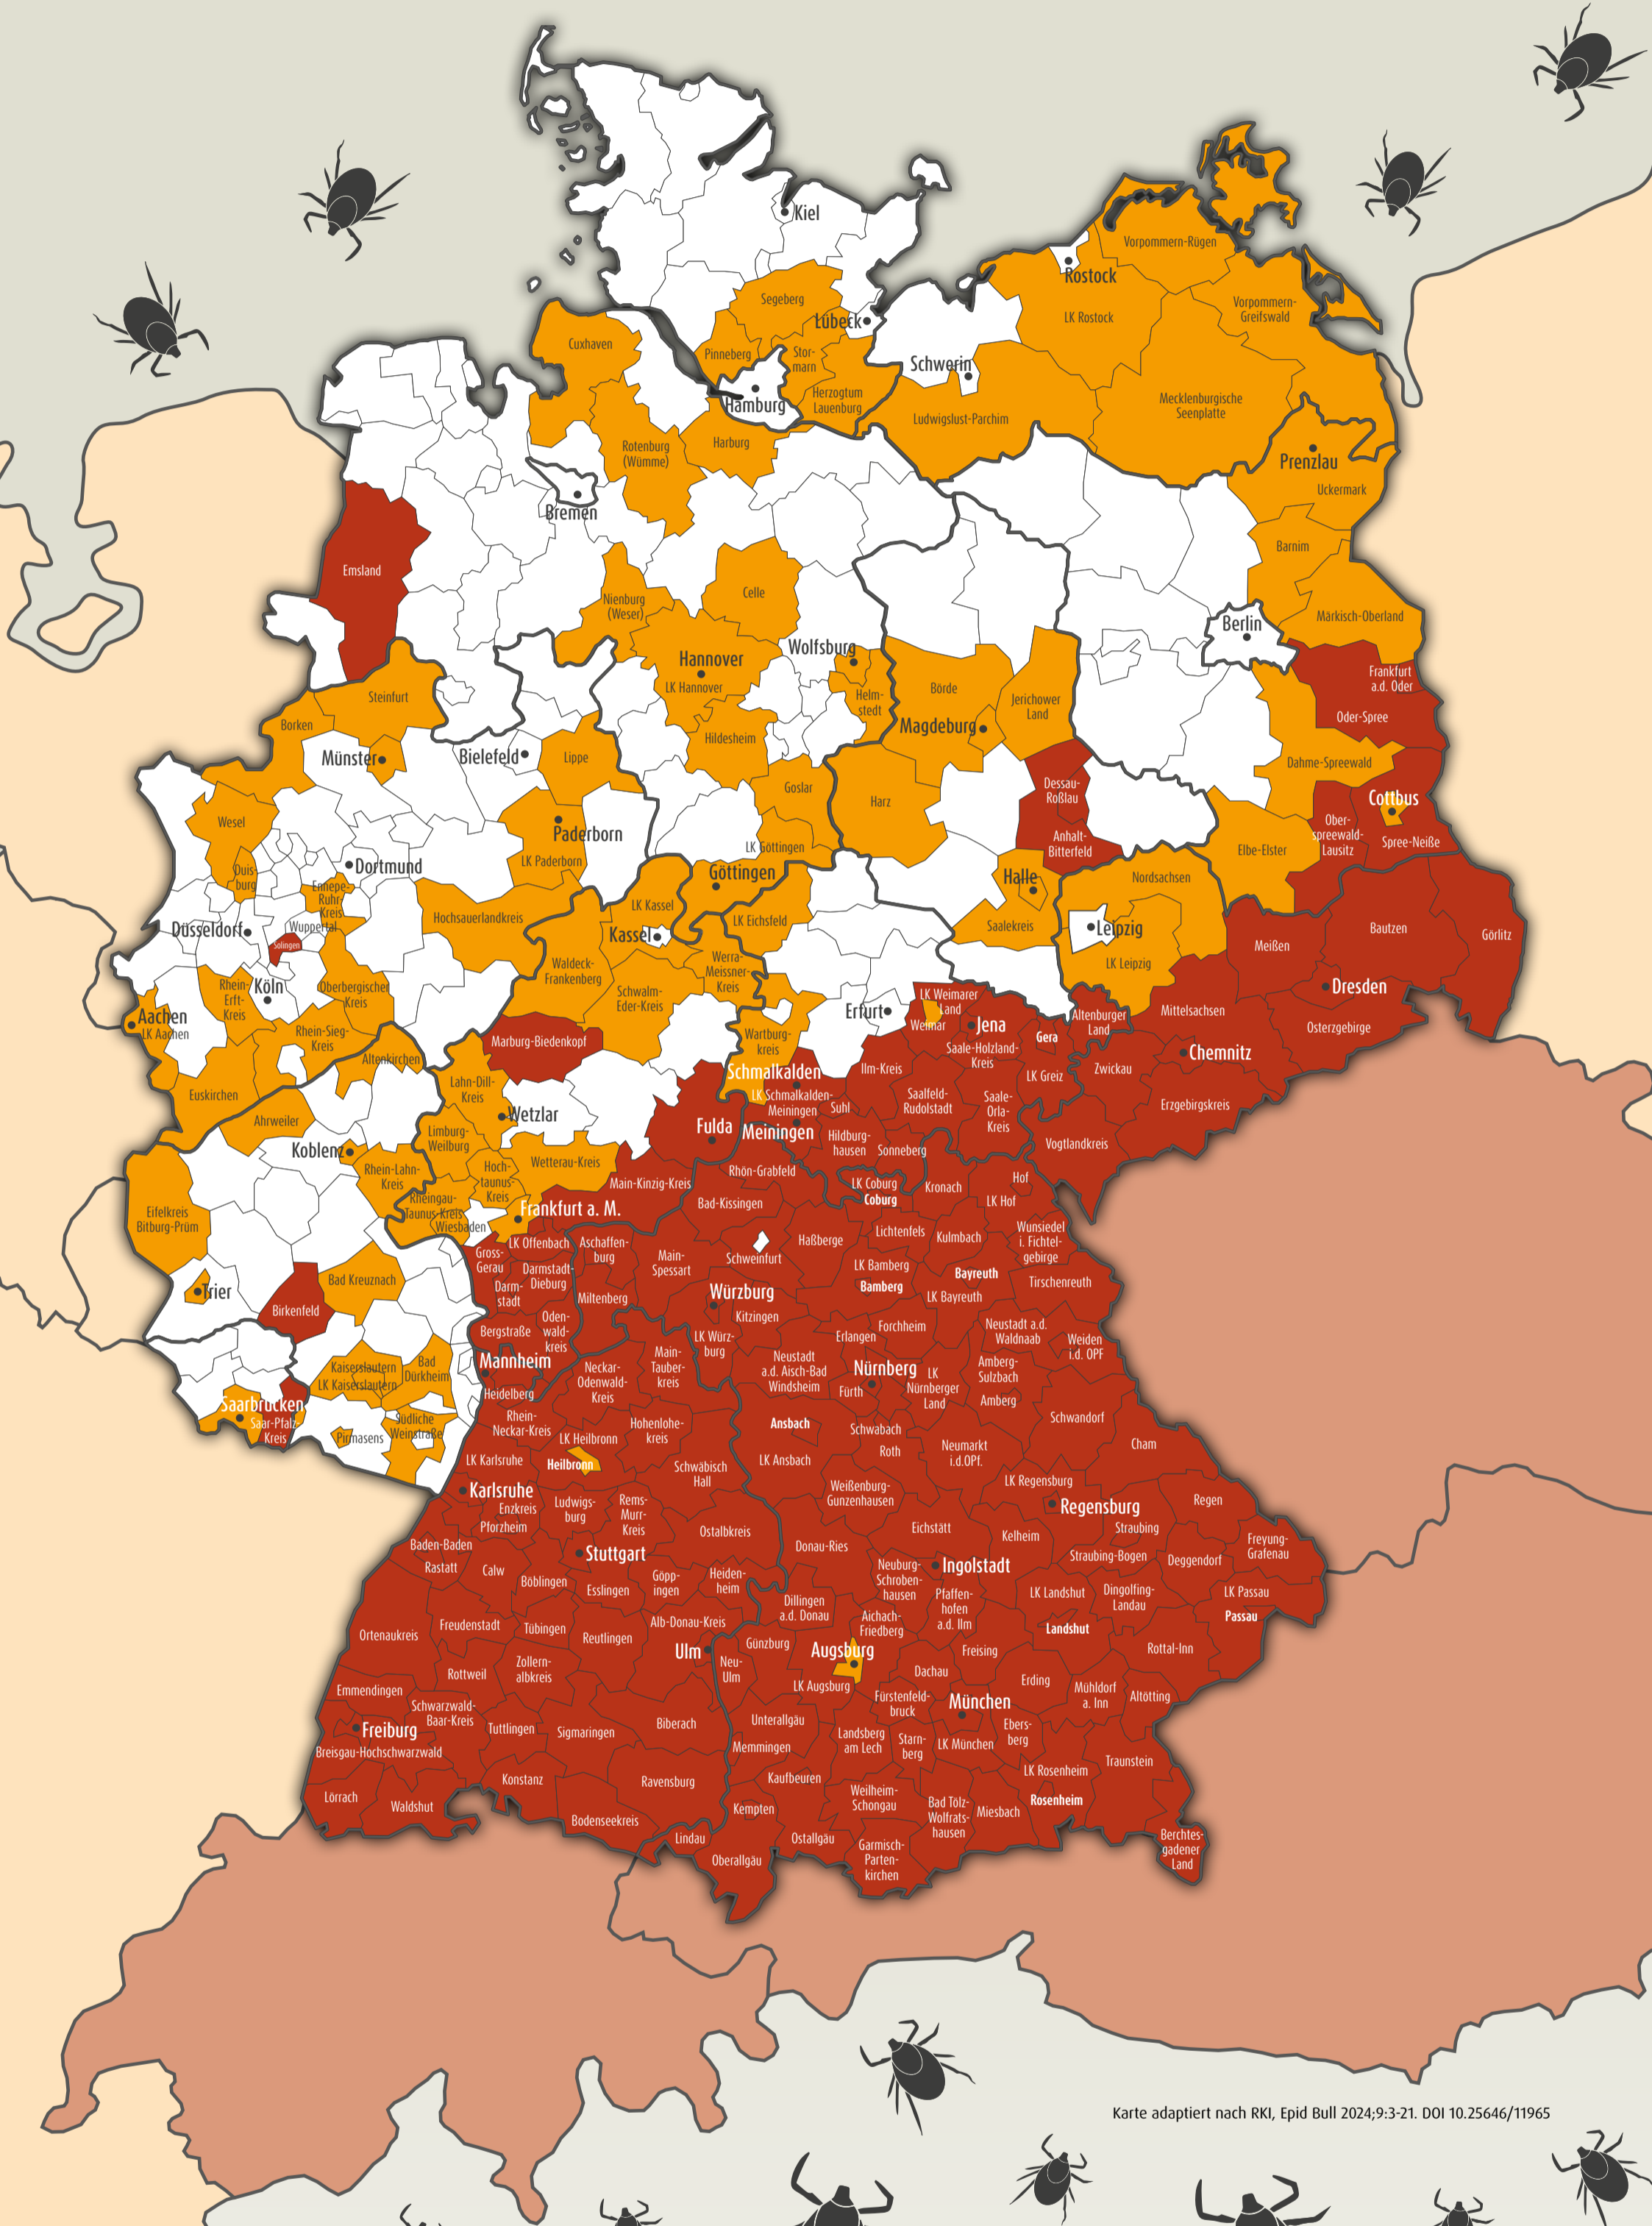 Kiel
Vorpommern-Rügen
Rostock
Segeberg
Vorpommern-
Greifswald
LK Rostock
Lübeck
Cuxhaven
Pinneberg
Stor-
marn
Schwerin
Herzogtum
Lauenburg
Hamburg
Mecklenburgische
Seenplatte
Ludwigslust-Parchim
Harburg
Rotenburg
(Wümme)
Prenzlau
Uckermark
Bremen
Barnim
Emsland
Celle
Nienburg
(Weser)
Märkisch-Oberland
Berlin
Wolfsburg
Hannover
LK Hannover
Frankfurt
a.d. Oder
Oder-Spree
Börde
Helm-
stedt
Jerichower
Land
Steinfurt
Borken
Magdeburg
Hildesheim
Münster
Bielefeld
Lippe
Dahme-Spreewald
Goslar
Harz
Dessau-
Roßlau
Cottbus
Wesel
Paderborn
Ober-
spreewald-
Lausitz
Spree-Neiße
Anhalt-
Bitterfeld
LK Göttingen
Elbe-Elster
LK Paderborn
Dortmund
Duis-
burg
Göttingen
Halle
Nordsachsen
Ennepe-
Ruhr-
Kreis
LK Kassel
Hochsauerlandkreis
LK Eichsfeld
Saalekreis
Leipzig
Düsseldorf
Wuppertal
Solingen
Kassel
Bautzen
Görlitz
Meißen
Waldeck-
Frankenberg
Werra-
Meissner-
Kreis
LK Leipzig
Rhein-
Erft-
Kreis
Köln
Oberbergischer
Kreis
Schwalm-
Eder-Kreis
Dresden
LK Weimarer
Land
Aachen
LK Aachen
Erfurt
Weimar
Jena
Altenburger
Land
Mittelsachsen
Osterzgebirge
Rhein-Sieg-
Kreis
Marburg-Biedenkopf
Wartburg-
kreis
Saale-Holzland-
Kreis
Gera
Altenkirchen
Chemnitz
Schmalkalden
Ilm-Kreis
LK Greiz
Zwickau
Lahn-Dill-
Kreis
Euskirchen
LK Schmalkalden-
Meiningen
Suhl
Saalfeld-
Rudolstadt
Saale-
Orla-
Kreis
Erzgebirgskreis
Ahrweiler
Wetzlar
Fulda
Meiningen
Limburg-
Weilburg
Hildburg-
hausen
Sonneberg
Vogtlandkreis
Koblenz
Wetterau-Kreis
Rhein-Lahn-
Kreis
Hoch-
taunus-
Kreis
Rhön-Grabfeld
Main-Kinzig-Kreis
LK Coburg
Coburg
Kronach
Hof
LK Hof
Rheingau-
Taunus-Kreis
Wiesbaden
Frankfurt a. M.
Bad-Kissingen
Eifelkreis
Bitburg-Prüm
Lichtenfels
Kulmbach
Wunsiedel
i. Fichtel-
gebirge
Haßberge
LK Offenbach
Aschaffen-
burg
Gross-
Gerau
Main-
Spessart
Schweinfurt
LK Bamberg
Bamberg
Bayreuth
LK Bayreuth
Tirschenreuth
Darmstadt-
Dieburg
Darm-
stadt
Bad Kreuznach
Trier
Birkenfeld
Miltenberg
Würzburg
Kitzingen
Bergstraße
Oden-
wald-
kreis
Forchheim
Erlangen
Neustadt a.d.
Waldnaab
Weiden
i.d. OPF
LK Würz-
burg
Mannheim
Main-
Tauber-
kreis
Neustadt
a.d. Aisch-Bad
Windsheim
Nürnberg
Fürth
LK
Nürnberger
Land
Amberg-
Sulzbach
Amberg
Kaiserslautern
LK Kaiserslautern
Bad
Dürkheim
Heidelberg
Neckar-
Odenwald-
Kreis
Saarbrücken
Saar-Pfalz-
Kreis
Südliche
Weinstraße
Pirmasens
Rhein-
Neckar-Kreis
Hohenlohe-
kreis
Ansbach
Schwabach
Roth
Schwandorf
LK Heilbronn
Heilbronn
Cham
LK Karlsruhe
Schwäbisch
Hall
LK Ansbach
Neumarkt
i.d.OPf.
LK Regensburg
Karlsruhe
Enzkreis
Pforzheim
Ludwigs-
burg
Rems-
Murr-
Kreis
Weißenburg-
Gunzenhausen
Regensburg
Regen
Ostalbkreis
Eichstätt
Kelheim
Straubing
Freyung-
Grafenau
Baden-Baden
Rastatt
Stuttgart
Donau-Ries
Straubing-Bogen
Deggendorf
Calw
Böblingen
Esslingen
Göpp-
ingen
Heiden-
heim
Neuburg-
Schroben-
hausen
Ingolstadt
LK Landshut
Dingolfing-
Landau
LK Passau
Passau
Pfaffen-
hofen
a.d. Ilm
Dillingen
a.d. Donau
Aichach-
Friedberg
Landshut
Ortenaukreis
Freudenstadt
Tübingen
Reutlingen
Alb-Donau-Kreis
Ulm
Günzburg
Augsburg
Freising
Rottal-Inn
Rottweil
Zollern-
albkreis
Neu-
Ulm
LK Augsburg
Dachau
Erding
Mühldorf
a. Inn
Altötting
Emmendingen
Schwarzwald-
Baar-Kreis
Fürstenfeld-
bruck
München
Freiburg
Tuttlingen
Sigmaringen
Biberach
Unterallgäu
Landsberg
am Lech
Starn-
berg
LK München
Ebers-
berg
Breisgau-Hochschwarzwald
Memmingen
Traunstein
Konstanz
Ravensburg
Kaufbeuren
LK Rosenheim
Rosenheim
Lörrach
Waldshut
Bodenseekreis
Kempten
Weilheim-
Schongau
Bad Tölz-
Wolfrats-
hausen
Miesbach
Lindau
Oberallgäu
Ostallgäu
Garmisch-
Parten-
kirchen
Berchtes-
gadener
Land
Karte adaptiert nach RKI, Epid Bull 2024;9:3-21. DOI 10.25646/11965